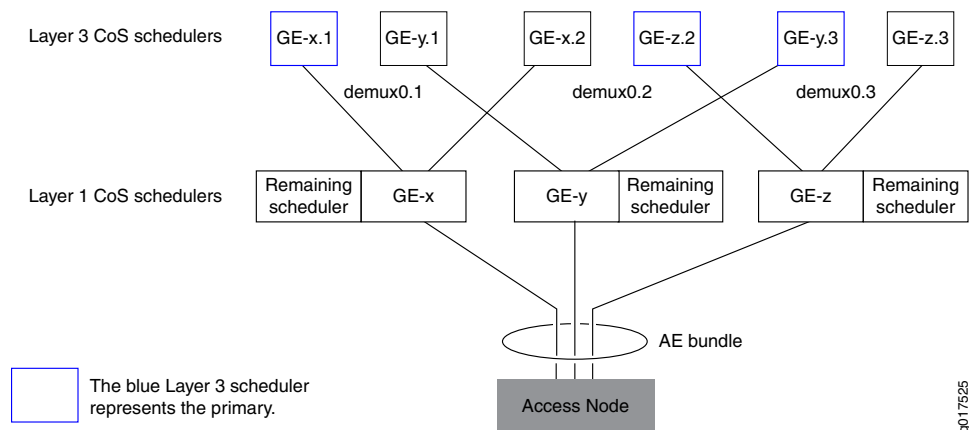 Layer 3 CoS schedulers
GE-x.1
GE-y.1
GE-x.2
GE-z.2
GE-y.3
GE-z.3
demux0.1
demux0.2
demux0.3
Layer 1 CoS schedulers
Remaining
scheduler
GE-x
GE-y
Remaining
scheduler
GE-z
Remaining
scheduler
AE bundle
The blue Layer 3 scheduler
represents the primary.
Access Node
g017525